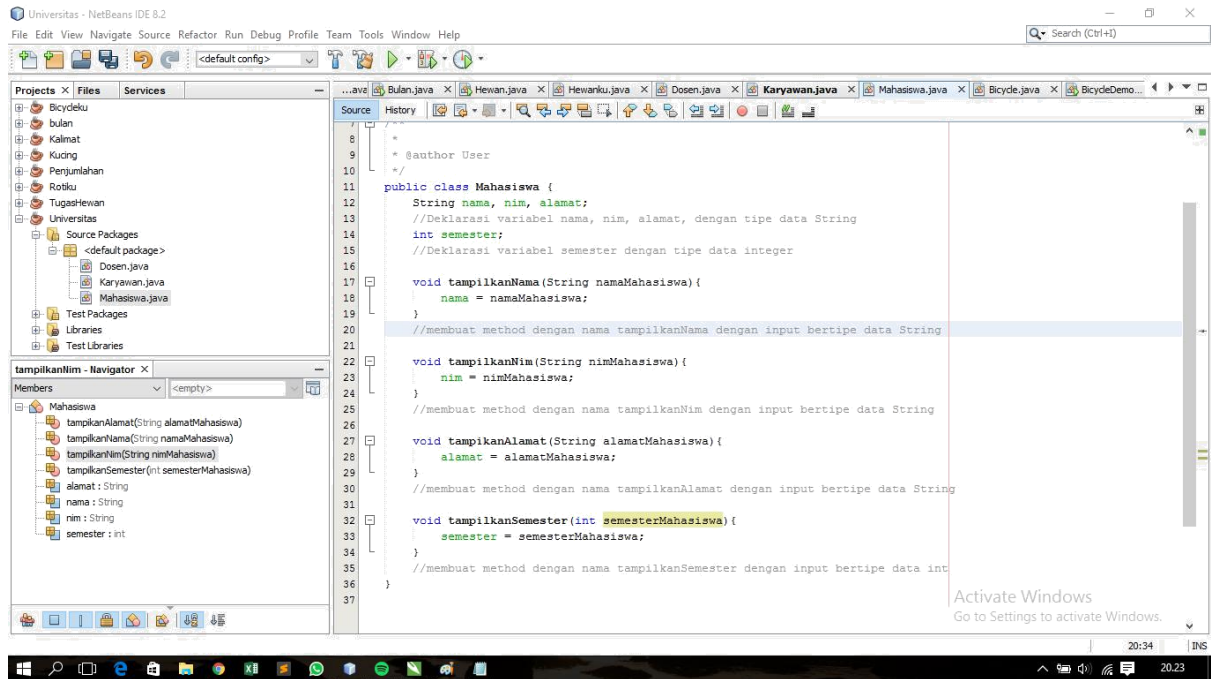 Universitas - NetBeans IDE 8.2
File Edit View Navigate Source Refactor Run Debug Profile Team Tools Window Help
Search (Ctrl+I)
<default config>
Projects Files Services
Bicycleku
bulan
Kalimat
Kucing
Penjumlahan
Rotiku
TugasHewan
Universitas
Source Packages
<default package>
Dosen.java
Karyawan.java
Mahasiswa.java
Test Packages
Libraries
Test Libraries
tampilkanNim - Navigator
Members <empty>
Mahasiswa
tampikanAlamat(String alamatMahasiswa)
tampilkanNama(String namaMahasiswa)
tampilkanNim(String nimMahasiswa)
tampilkanSemester(int semesterMahasiswa)
alamat : String
nama : String
nim : String
semester : int
...ava Bulan.java Hewan.java Hewanku.java Dosen.java Karyawan.java Mahasiswa.java Bicycle.java BicycleDemo...
Source History
7 /**
8 *
9 * @author User
10 */
11 public class Mahasiswa {
12 String nama, nim, alamat;
13 //Deklarasi variabel nama, nim, alamat, dengan tipe data String
14 int semester;
15 //Deklarasi variabel semester dengan tipe data integer
16
17 void tampilkanNama(String namaMahasiswa){
18 nama = namaMahasiswa;
19 }
20 //membuat method dengan nama tampilkanNama dengan input bertipe data String
21
22 void tampilkanNim(String nimMahasiswa){
23 nim = nimMahasiswa;
24 }
25 //membuat method dengan nama tampilkanNim dengan input bertipe data String
26
27 void tampikanAlamat(String alamatMahasiswa){
28 alamat = alamatMahasiswa;
29 }
30 //membuat method dengan nama tampilkanAlamat dengan input bertipe data String
31
32 void tampilkanSemester(int semesterMahasiswa){
33 semester = semesterMahasiswa;
34 }
35 //membuat method dengan nama tampilkanSemester dengan input bertipe data int
36 }
37
Activate Windows
Go to Settings to activate Windows.
20:34 INS
20.23